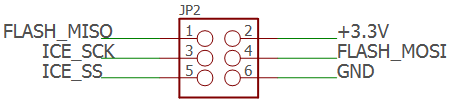 JP2
FLASH_MISO 1 2 +3.3V
ICE_SCK 3 4 FLASH_MOSI
ICE_SS 5 6 GND